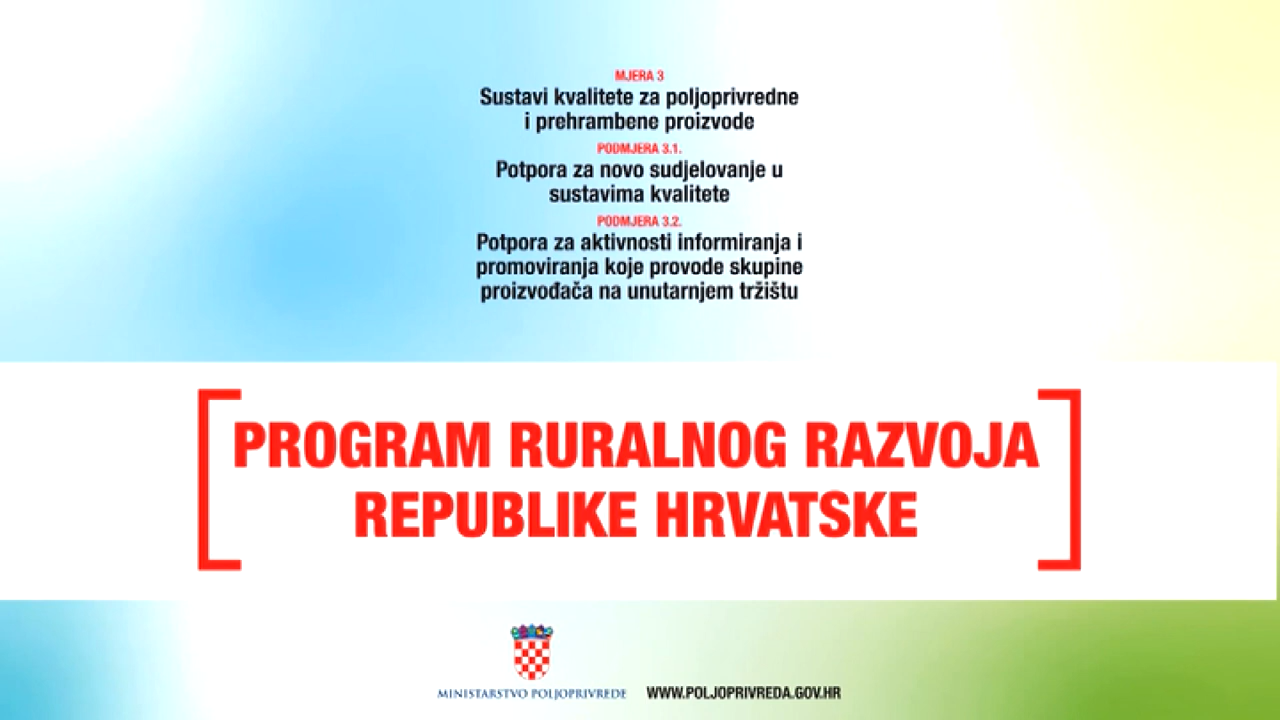 MJERA 3
Sustavi kvalitete za poljoprivredne
i prehrambene proizvode
PODMJERA 3.1.
Potpora za novo sudjelovanje u
sustavima kvalitete
PODMJERA 3.2.
Potpora za aktivnosti informiranja i
promoviranja koje provode skupine
proizvođača na unutarnjem tržištu
PROGRAM RURALNOG RAZVOJA
REPUBLIKE HRVATSKE
MINISTARSTVO POLJOPRIVREDE WWW.POLJOPRIVREDA.GOV.HR